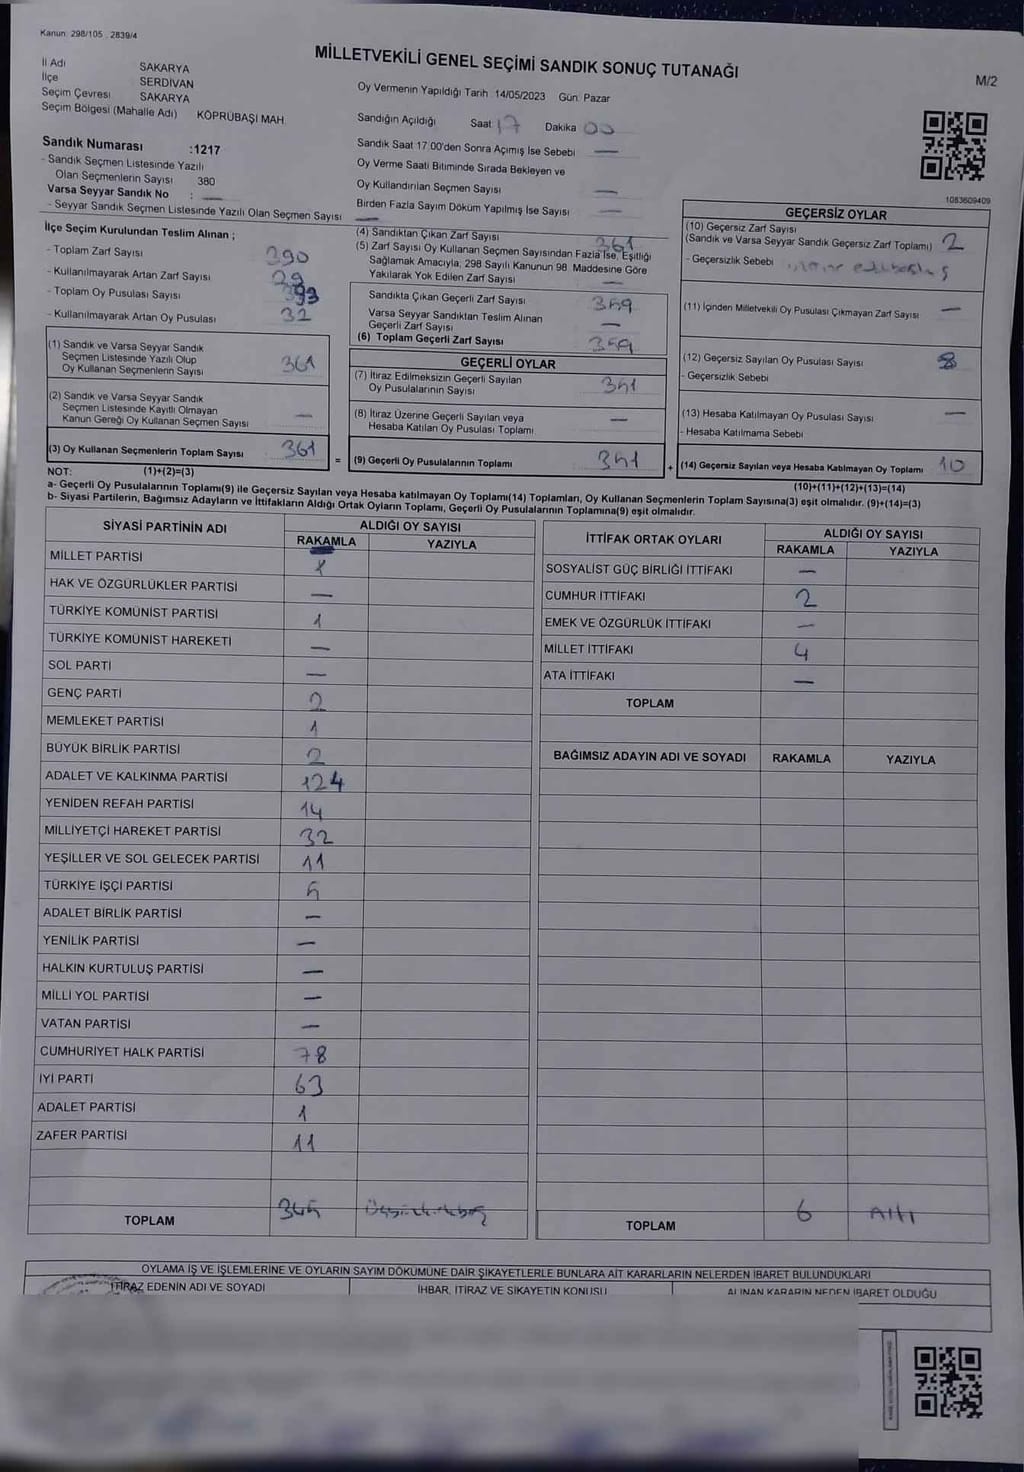 Kanun: 298/105 , 2839/4
MİLLETVEKİLİ GENEL SEÇİMİ SANDIK SONUÇ TUTANAĞI
M/2
İl Adı SAKARYA
İlçe SERDİVAN
Seçim Çevresi SAKARYA
Seçim Bölgesi (Mahalle Adı) KÖPRÜBAŞI MAH.
Oy Vermenin Yapıldığı Tarih 14/05/2023 Gün: Pazar
Sandığın Açıldığı Saat 17 Dakika 00
Sandık Saat 17.00'den Sonra Açılmış İse Sebebi —
Oy Verme Saati Bitiminde Sırada Bekleyen ve
Oy Kullandırılan Seçmen Sayısı —
Birden Fazla Sayım Döküm Yapılmış İse Sayısı —
Sandık Numarası :1217
- Sandık Seçmen Listesinde Yazılı
Olan Seçmenlerin Sayısı 380
Varsa Seyyar Sandık No : —
- Seyyar Sandık Seçmen Listesinde Yazılı Olan Seçmen Sayısı —
1083609409
İlçe Seçim Kurulundan Teslim Alınan ;
- Toplam Zarf Sayısı 390
- Kullanılmayarak Artan Zarf Sayısı 29
- Toplam Oy Pusulası Sayısı 393
- Kullanılmayarak Artan Oy Pusulası 32
(1) Sandık ve Varsa Seyyar Sandık
Seçmen Listesinde Yazılı Olup
Oy Kullanan Seçmenlerin Sayısı 361
(2) Sandık ve Varsa Seyyar Sandık
Seçmen Listesinde Kayıtlı Olmayan
Kanun Gereği Oy Kullanan Seçmen Sayısı —
(3) Oy Kullanan Seçmenlerin Toplam Sayısı 361
(4) Sandıktan Çıkan Zarf Sayısı 361
(5) Zarf Sayısı Oy Kullanan Seçmen Sayısından Fazla İse, Eşitliği
Sağlamak Amacıyla, 298 Sayılı Kanunun 98. Maddesine Göre
Yakılarak Yok Edilen Zarf Sayısı —
Sandıkta Çıkan Geçerli Zarf Sayısı 359
Varsa Seyyar Sandıktan Teslim Alınan
Geçerli Zarf Sayısı —
(6) Toplam Geçerli Zarf Sayısı 359
GEÇERLİ OYLAR
(7) İtiraz Edilmeksizin Geçerli Sayılan
Oy Pusulalarının Sayısı 351
(8) İtiraz Üzerine Geçerli Sayılan veya
Hesaba Katılan Oy Pusulası Toplamı —
= (9) Geçerli Oy Pusulalarının Toplamı 351
GEÇERSİZ OYLAR
(10) Geçersiz Zarf Sayısı
(Sandık ve Varsa Seyyar Sandık Geçersiz Zarf Toplamı) 2
- Geçersizlik Sebebi
(11) İçinden Milletvekili Oy Pusulası Çıkmayan Zarf Sayısı —
(12) Geçersiz Sayılan Oy Pusulası Sayısı 8
- Geçersizlik Sebebi
(13) Hesaba Katılmayan Oy Pusulası Sayısı —
- Hesaba Katılmama Sebebi
+ (14) Geçersiz Sayılan veya Hesaba Katılmayan Oy Toplamı 10
NOT: (1)+(2)=(3)
(10)+(11)+(12)+(13)=(14)
a- Geçerli Oy Pusulalarının Toplamı(9) ile Geçersiz Sayılan veya Hesaba katılmayan Oy Toplamı(14) Toplamları, Oy Kullanan Seçmenlerin Toplam Sayısına(3) eşit olmalıdır. (9)+(14)=(3)
b- Siyasi Partilerin, Bağımsız Adayların ve İttifakların Aldığı Ortak Oyların Toplamı, Geçerli Oy Pusulalarının Toplamına(9) eşit olmalıdır.
SİYASİ PARTİNİN ADI ALDIĞI OY SAYISI
RAKAMLA YAZIYLA
MİLLET PARTİSİ
HAK VE ÖZGÜRLÜKLER PARTİSİ —
TÜRKİYE KOMÜNİST PARTİSİ 1
TÜRKİYE KOMÜNİST HAREKETİ —
SOL PARTİ —
GENÇ PARTİ 2
MEMLEKET PARTİSİ 1
BÜYÜK BİRLİK PARTİSİ 2
ADALET VE KALKINMA PARTİSİ 124
YENİDEN REFAH PARTİSİ 14
MİLLİYETÇİ HAREKET PARTİSİ 32
YEŞİLLER VE SOL GELECEK PARTİSİ 11
TÜRKİYE İŞÇİ PARTİSİ 5
ADALET BİRLİK PARTİSİ —
YENİLİK PARTİSİ —
HALKIN KURTULUŞ PARTİSİ —
MİLLİ YOL PARTİSİ —
VATAN PARTİSİ —
CUMHURİYET HALK PARTİSİ 78
İYİ PARTİ 63
ADALET PARTİSİ 1
ZAFER PARTİSİ 11
TOPLAM 345 Üçyüzkırkbeş
İTTİFAK ORTAK OYLARI ALDIĞI OY SAYISI
RAKAMLA YAZIYLA
SOSYALİST GÜÇ BİRLİĞİ İTTİFAKI —
CUMHUR İTTİFAKI 2
EMEK VE ÖZGÜRLÜK İTTİFAKI —
MİLLET İTTİFAKI 4
ATA İTTİFAKI —
TOPLAM
BAĞIMSIZ ADAYIN ADI VE SOYADI RAKAMLA YAZIYLA
TOPLAM 6 Altı
OYLAMA İŞ VE İŞLEMLERİNE VE OYLARIN SAYIM DÖKÜMÜNE DAİR ŞİKAYETLERLE BUNLARA AİT KARARLARIN NELERDEN İBARET BULUNDUKLARI
İTİRAZ EDENİN ADI VE SOYADI İHBAR, İTİRAZ VE ŞİKAYETİN KONUSU ALINAN KARARIN NEDEN İBARET OLDUĞU